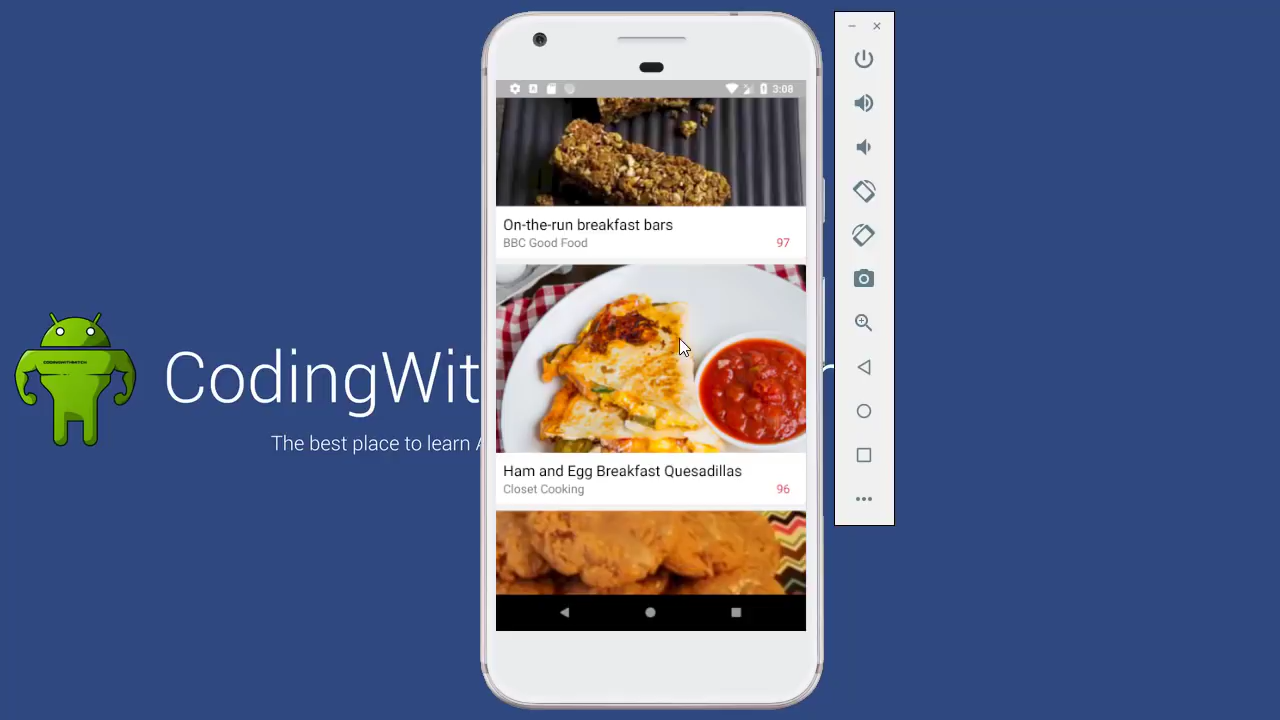 3:08
On-the-run breakfast bars
BBC Good Food 97
Ham and Egg Breakfast Quesadillas
Closet Cooking 96
CODINGWITHMITCH
CodingWit
The best place to learn